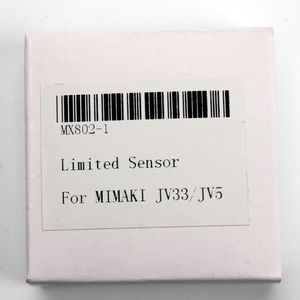 MX802-1
Limited Sensor
For MIMAKI JV33/JV5